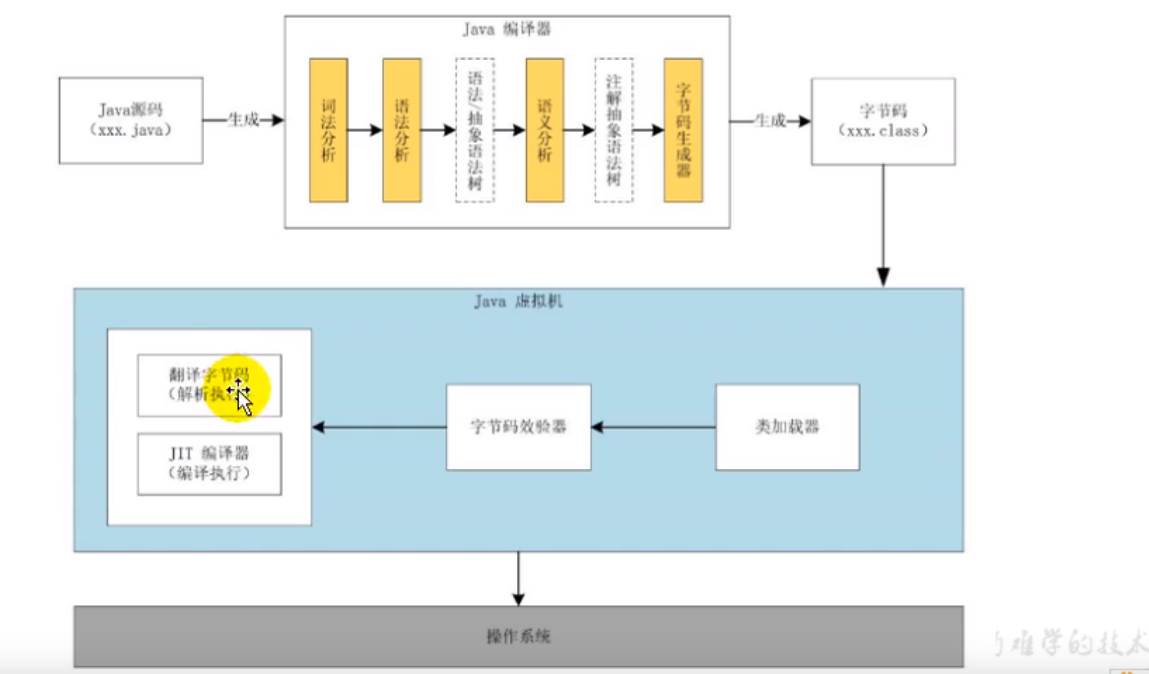 Java 编译器
Java源码
（xxx.java）
生成
词法分析
语法分析
语法/抽象语法树
语义分析
注解抽象语法树
字节码生成器
生成
字节码
（xxx.class）
Java 虚拟机
翻译字节码
（解析执行）
JIT 编译器
（编译执行）
字节码效验器
类加载器
操作系统
难学的技术